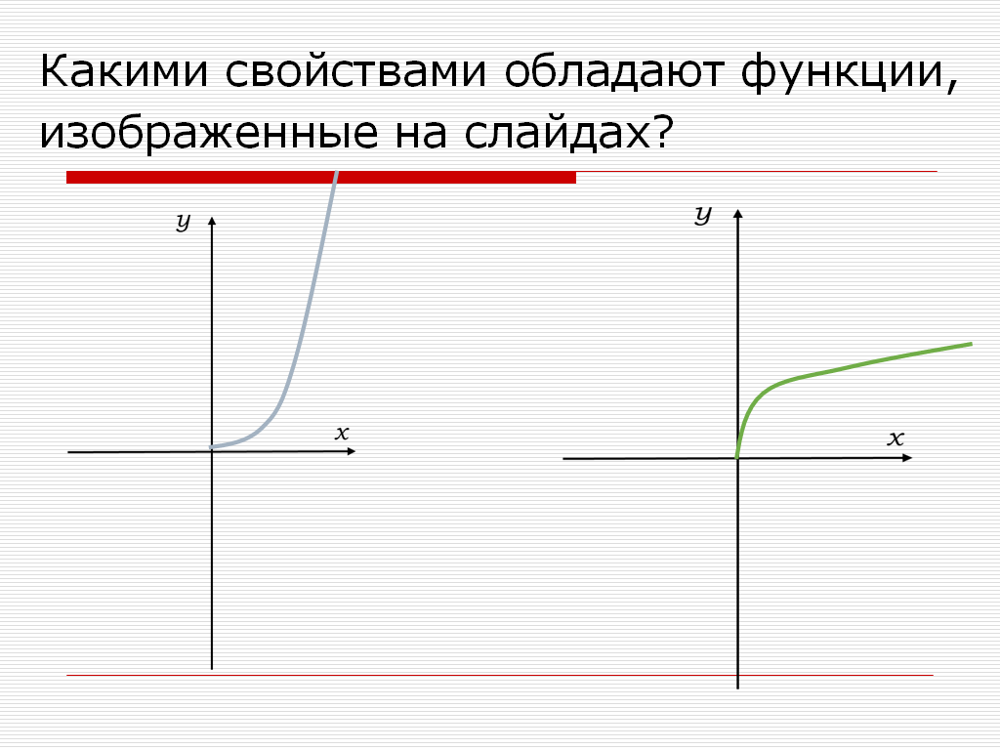 Какими свойствами обладают функции,
изображенные на слайдах?
y
y
x
x